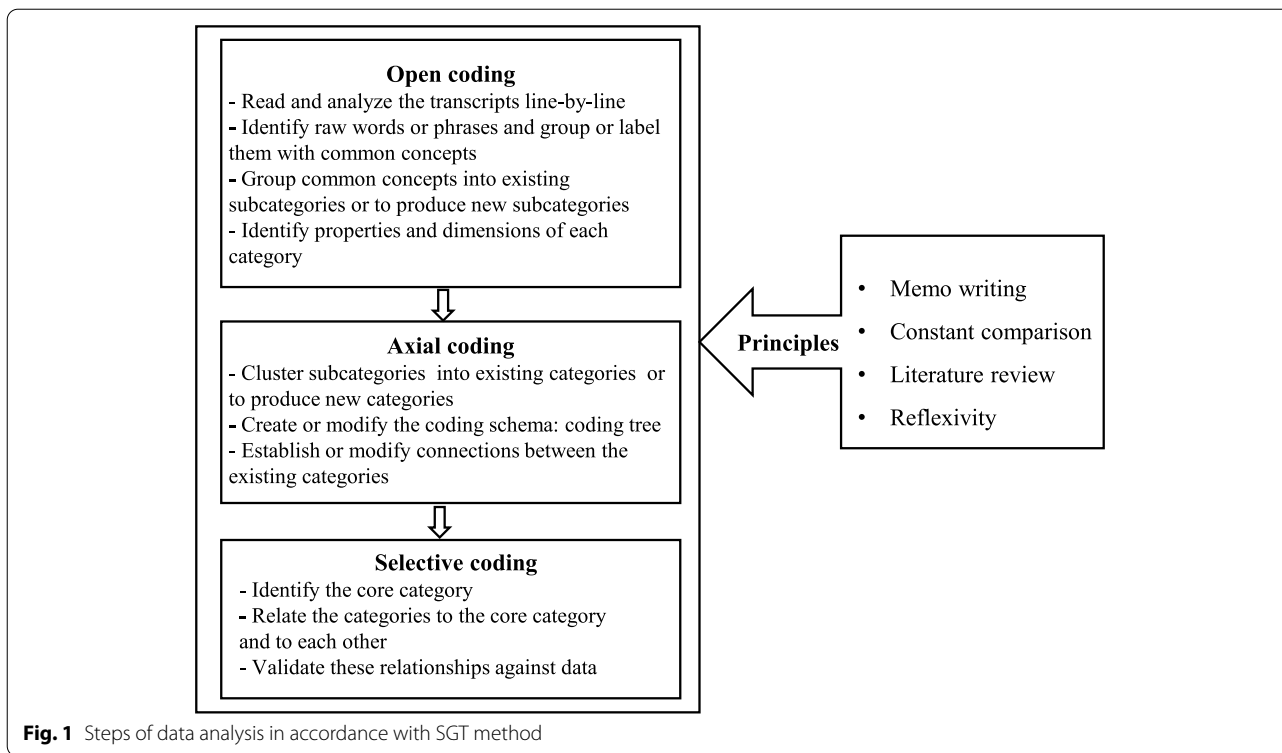 Open coding
- Read and analyze the transcripts line-by-line
- Identify raw words or phrases and group or label
them with common concepts
- Group common concepts into existing
subcategories or to produce new subcategories
- Identify properties and dimensions of each
category
Axial coding
- Cluster subcategories into existing categories or
to produce new categories
- Create or modify the coding schema: coding tree
- Establish or modify connections between the
existing categories
Selective coding
- Identify the core category
- Relate the categories to the core category
and to each other
- Validate these relationships against data
Principles
• Memo writing
• Constant comparison
• Literature review
• Reflexivity
Fig. 1 Steps of data analysis in accordance with SGT method